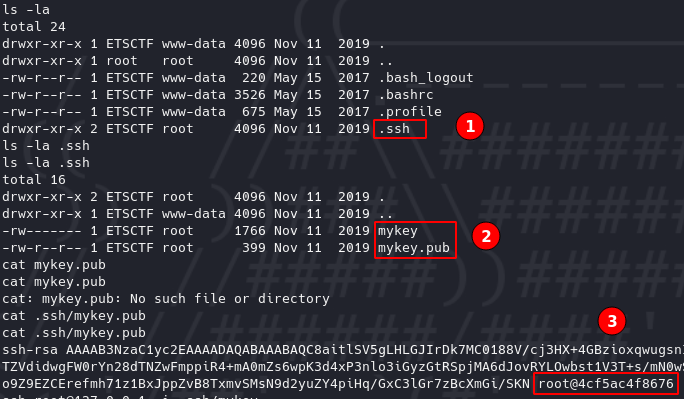 ls -la
total 24
drwxr-xr-x 1 ETSCTF www-data 4096 Nov 11 2019 .
drwxr-xr-x 1 root root 4096 Nov 11 2019 ..
-rw-r--r-- 1 ETSCTF www-data 220 May 15 2017 .bash_logout
-rw-r--r-- 1 ETSCTF www-data 3526 May 15 2017 .bashrc
-rw-r--r-- 1 ETSCTF www-data 675 May 15 2017 .profile
drwxr-xr-x 2 ETSCTF root 4096 Nov 11 2019 .ssh 1
ls -la .ssh
ls -la .ssh
total 16
drwxr-xr-x 2 ETSCTF root 4096 Nov 11 2019 .
drwxr-xr-x 1 ETSCTF www-data 4096 Nov 11 2019 ..
-rw------- 1 ETSCTF root 1766 Nov 11 2019 mykey 2
-rw-r--r-- 1 ETSCTF root 399 Nov 11 2019 mykey.pub
cat mykey.pub
cat mykey.pub
cat: mykey.pub: No such file or directory
cat .ssh/mykey.pub
cat .ssh/mykey.pub 3
ssh-rsa AAAAB3NzaC1yc2EAAAADAQABAAABAQC8aitlSV5gLHLGJIrDk7MC0188V/cj3HX+4GBzioxqwugsnI
TZVdidwgFW0rYn28dTNZwFmppiR4+mA0mZs6wpK3d4xP3nlo3iGyzGtRSpjMA6dJovRYLOwbst1V3T+s/mN0wS
o9Z9EZCErefmh71z1BxJppZvB8TxmvSMsN9d2yuZY4piHq/GxC3lGr7zBcXmGi/SKN root@4cf5ac4f8676